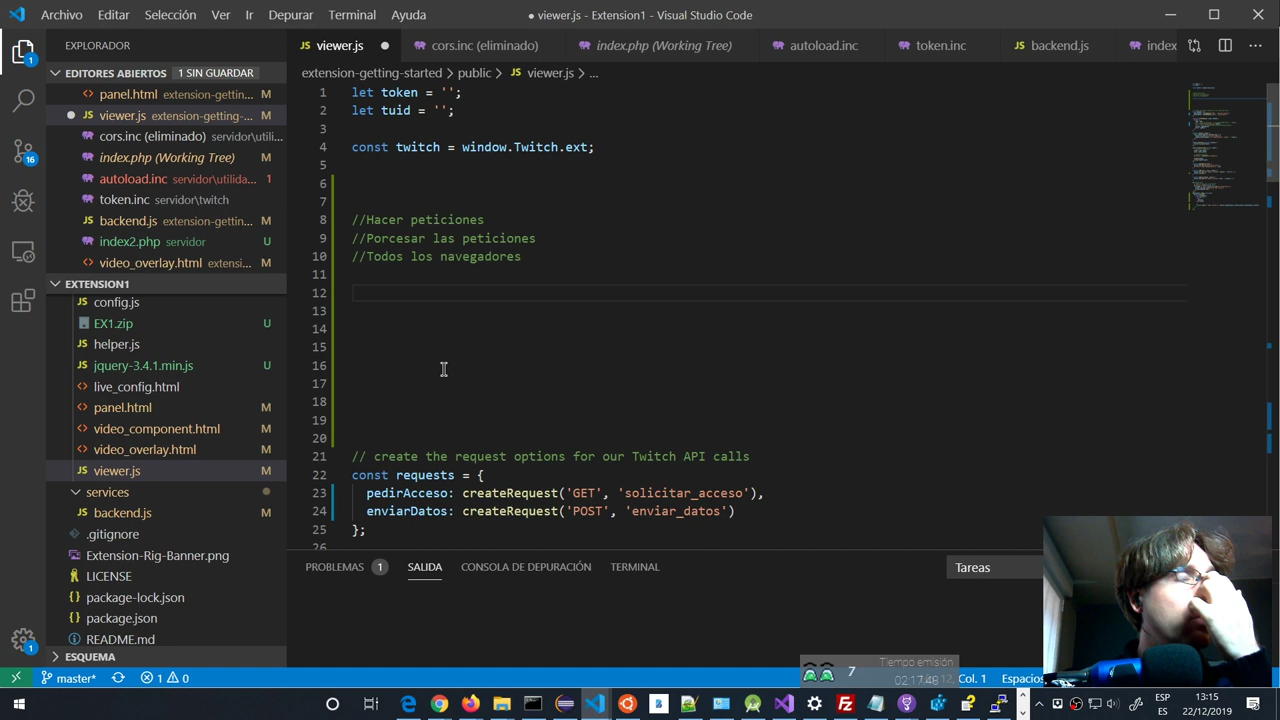 Archivo Editar Selección Ver Ir Depurar Terminal Ayuda
● viewer.js - Extension1 - Visual Studio Code
EXPLORADOR
JS viewer.js ●
cors.inc (eliminado)
index.php (Working Tree)
autoload.inc
token.inc
JS backend.js
index
EDITORES ABIERTOS 1 SIN GUARDAR
extension-getting-started > public > JS viewer.js > ...
<> panel.html extension-gettin... M
● JS viewer.js extension-getting-... M
cors.inc (eliminado) servidor\utili...
index.php (Working Tree) M
autoload.inc servidor\utilida... 1
token.inc servidor\twitch
JS backend.js extension-gettin... M
index2.php servidor U
<> video_overlay.html extensi... M
EXTENSION1
JS config.js
EX1.zip U
JS helper.js
JS jquery-3.4.1.min.js U
<> live_config.html
<> panel.html M
<> video_component.html M
<> video_overlay.html M
JS viewer.js M
services
JS backend.js M
.gitignore
Extension-Rig-Banner.png
LICENSE
package-lock.json
package.json
README.md
ESQUEMA
1 let token = '';
2 let tuid = '';
3
4 const twitch = window.Twitch.ext;
5
6
7
8 //Hacer peticiones
9 //Porcesar las peticiones
10 //Todos los navegadores
11
12
13
14
15
16
17
18
19
20
21 // create the request options for our Twitch API calls
22 const requests = {
23 pedirAcceso: createRequest('GET', 'solicitar_acceso'),
24 enviarDatos: createRequest('POST', 'enviar_datos')
25 };
26
PROBLEMAS 1 SALIDA CONSOLA DE DEPURACIÓN TERMINAL
Tareas
16
1
1
master* 1 0
7
Tiempo emisión
02:17:48
12, Col. 1 Espacios
ESP
ES
13:15
22/12/2019